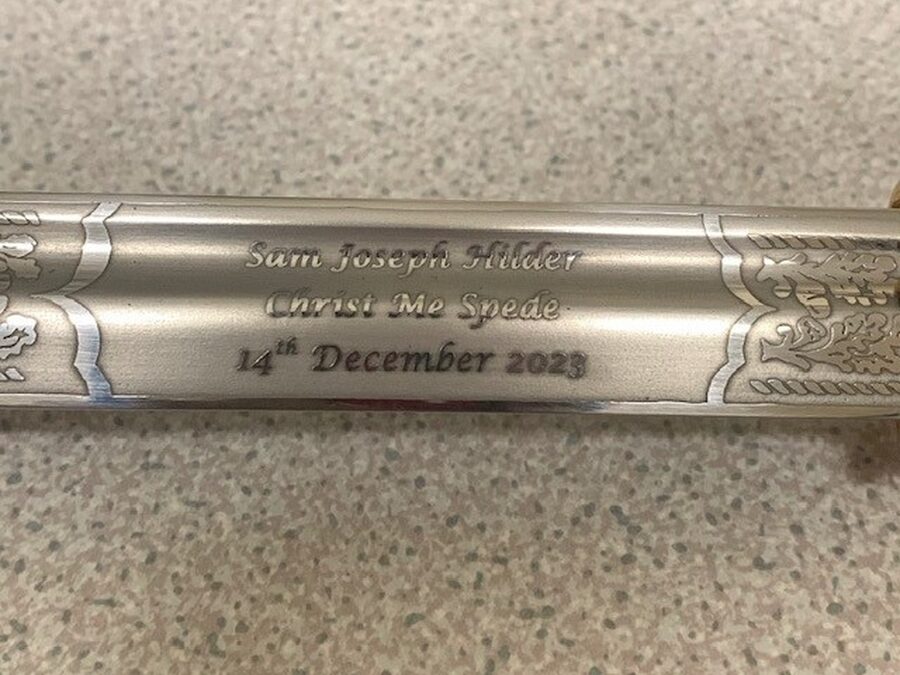 Sam Joseph Hilder
Christ Me Spede
14th December 2023